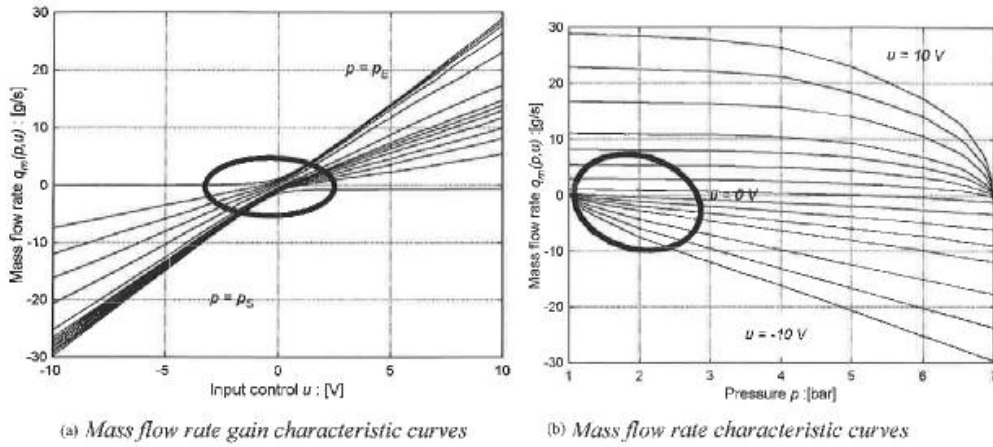 30
20
10
0
-10
-20
-30
-10
-5
0
5
10
p = p_E
p = p_S
Mass flow rate q_m(p,u) : [g/s]
Input control u : [V]
(a) Mass flow rate gain characteristic curves
30
20
10
0
-10
-20
-30
1
2
3
4
5
6
7
u = 10 V
u = 0 V
u = -10 V
Mass flow rate q_m(p,u) :[g/s]
Pressure p :[bar]
(b) Mass flow rate characteristic curves